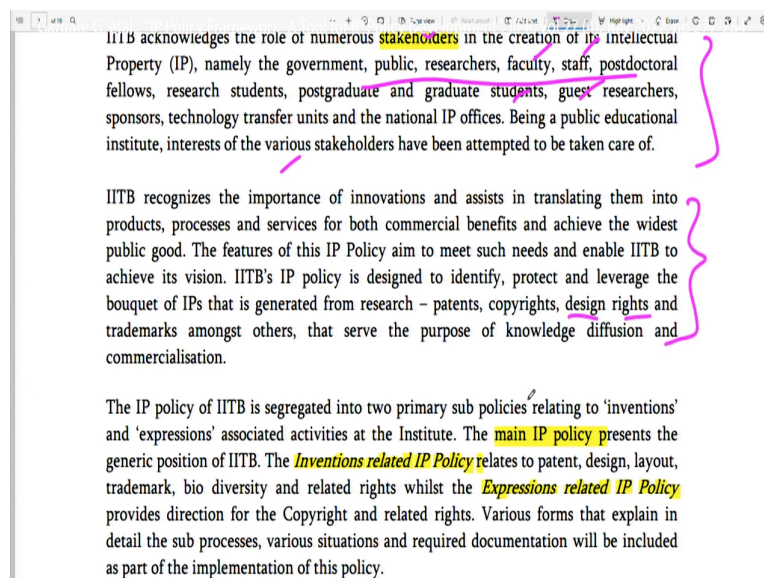 of 19
Page view
Read aloud
Add text
Draw
Highlight
Erase
IITB acknowledges the role of numerous stakeholders in the creation of its Intellectual
Property (IP), namely the government, public, researchers, faculty, staff, postdoctoral
fellows, research students, postgraduate and graduate students, guest researchers,
sponsors, technology transfer units and the national IP offices. Being a public educational
institute, interests of the various stakeholders have been attempted to be taken care of.
IITB recognizes the importance of innovations and assists in translating them into
products, processes and services for both commercial benefits and achieve the widest
public good. The features of this IP Policy aim to meet such needs and enable IITB to
achieve its vision. IITB's IP policy is designed to identify, protect and leverage the
bouquet of IPs that is generated from research – patents, copyrights, design rights and
trademarks amongst others, that serve the purpose of knowledge diffusion and
commercialisation.
The IP policy of IITB is segregated into two primary sub policies relating to 'inventions'
and 'expressions' associated activities at the Institute. The main IP policy presents the
generic position of IITB. The Inventions related IP Policy relates to patent, design, layout,
trademark, bio diversity and related rights whilst the Expressions related IP Policy
provides direction for the Copyright and related rights. Various forms that explain in
detail the sub processes, various situations and required documentation will be included
as part of the implementation of this policy.